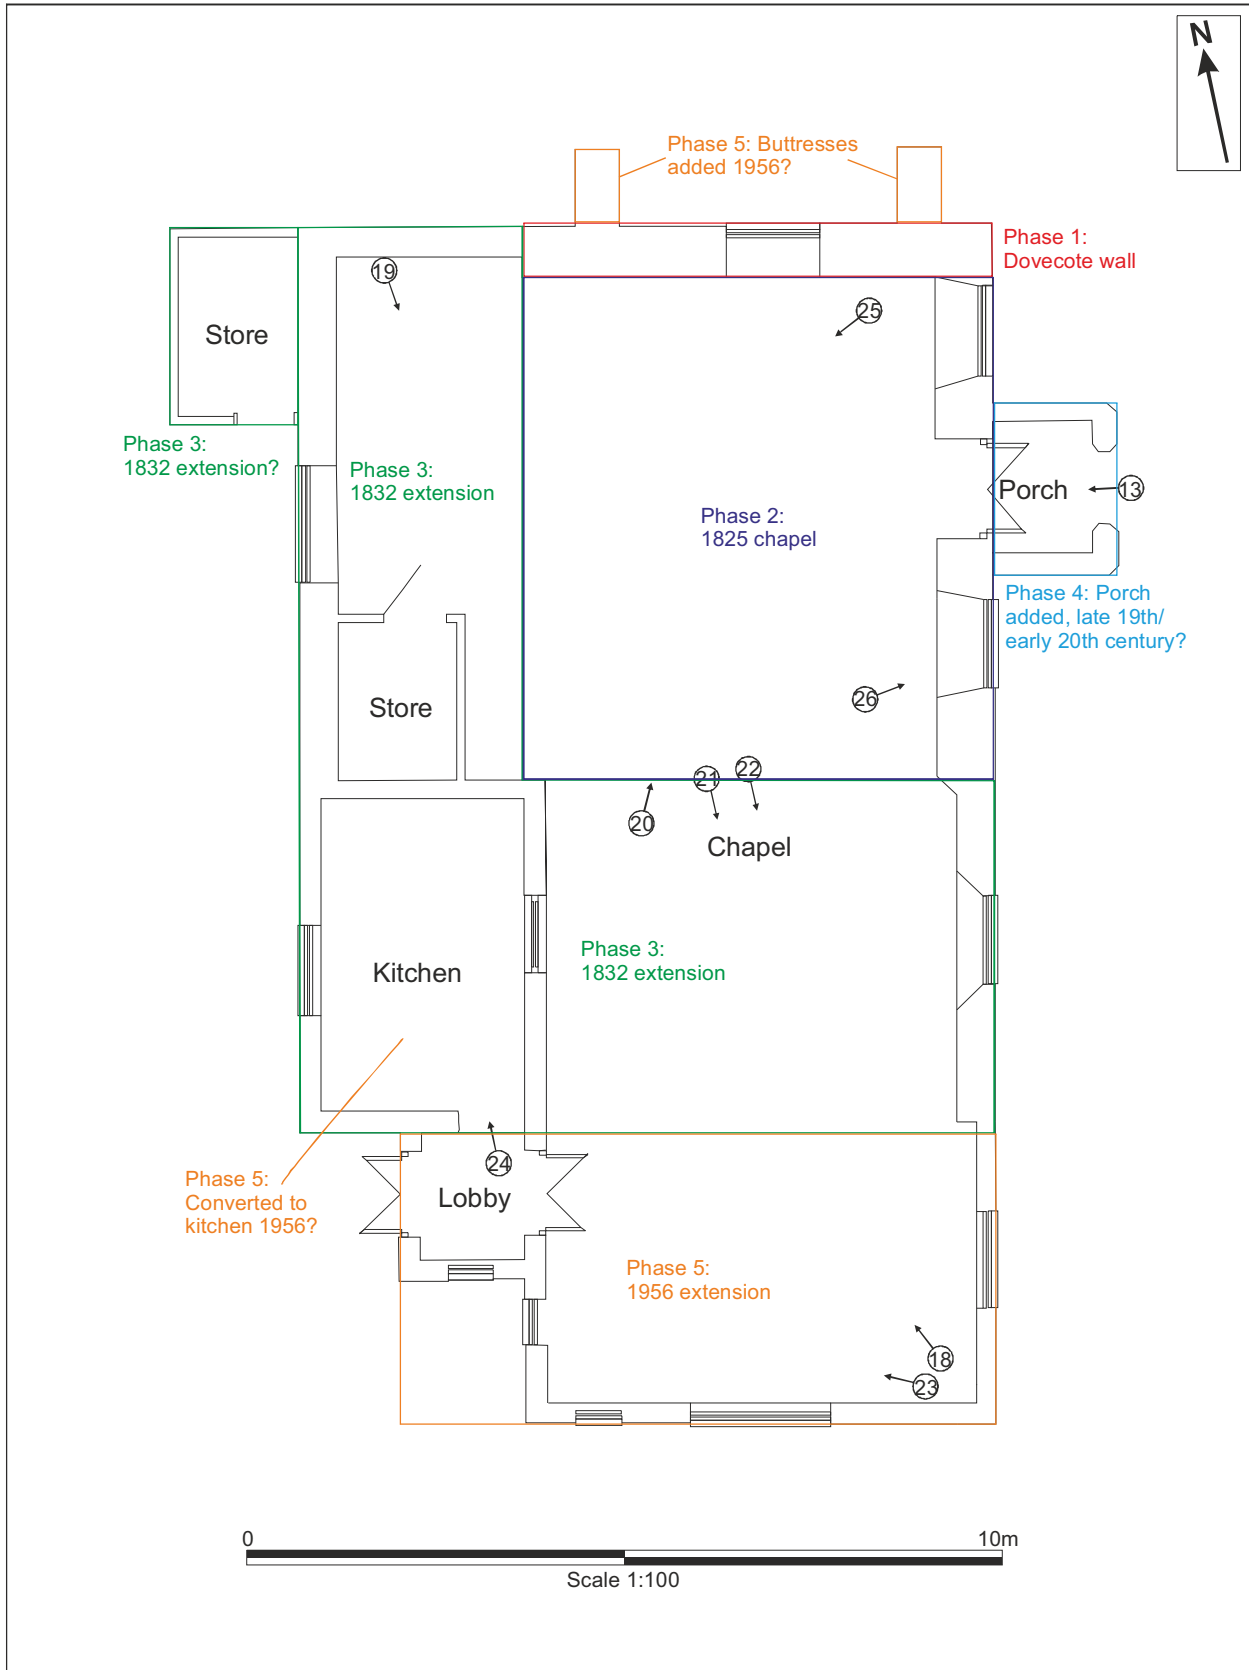 N
Phase 5: Buttresses
added 1956?
Phase 1:
Dovecote wall
19
25
Store
Phase 3:
1832 extension?
Phase 3:
1832 extension
Phase 2:
1825 chapel
Porch
13
Phase 4: Porch
added, late 19th/
early 20th century?
Store
26
21
22
20
Chapel
Kitchen
Phase 3:
1832 extension
Phase 5:
Converted to
kitchen 1956?
24
Lobby
Phase 5:
1956 extension
18
23
0
10m
Scale 1:100